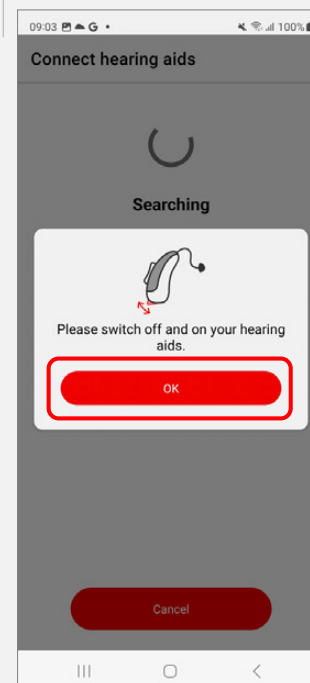 09:03 G •
100%
Connect hearing aids
Searching
Please switch off and on your hearing
aids.
OK
Cancel